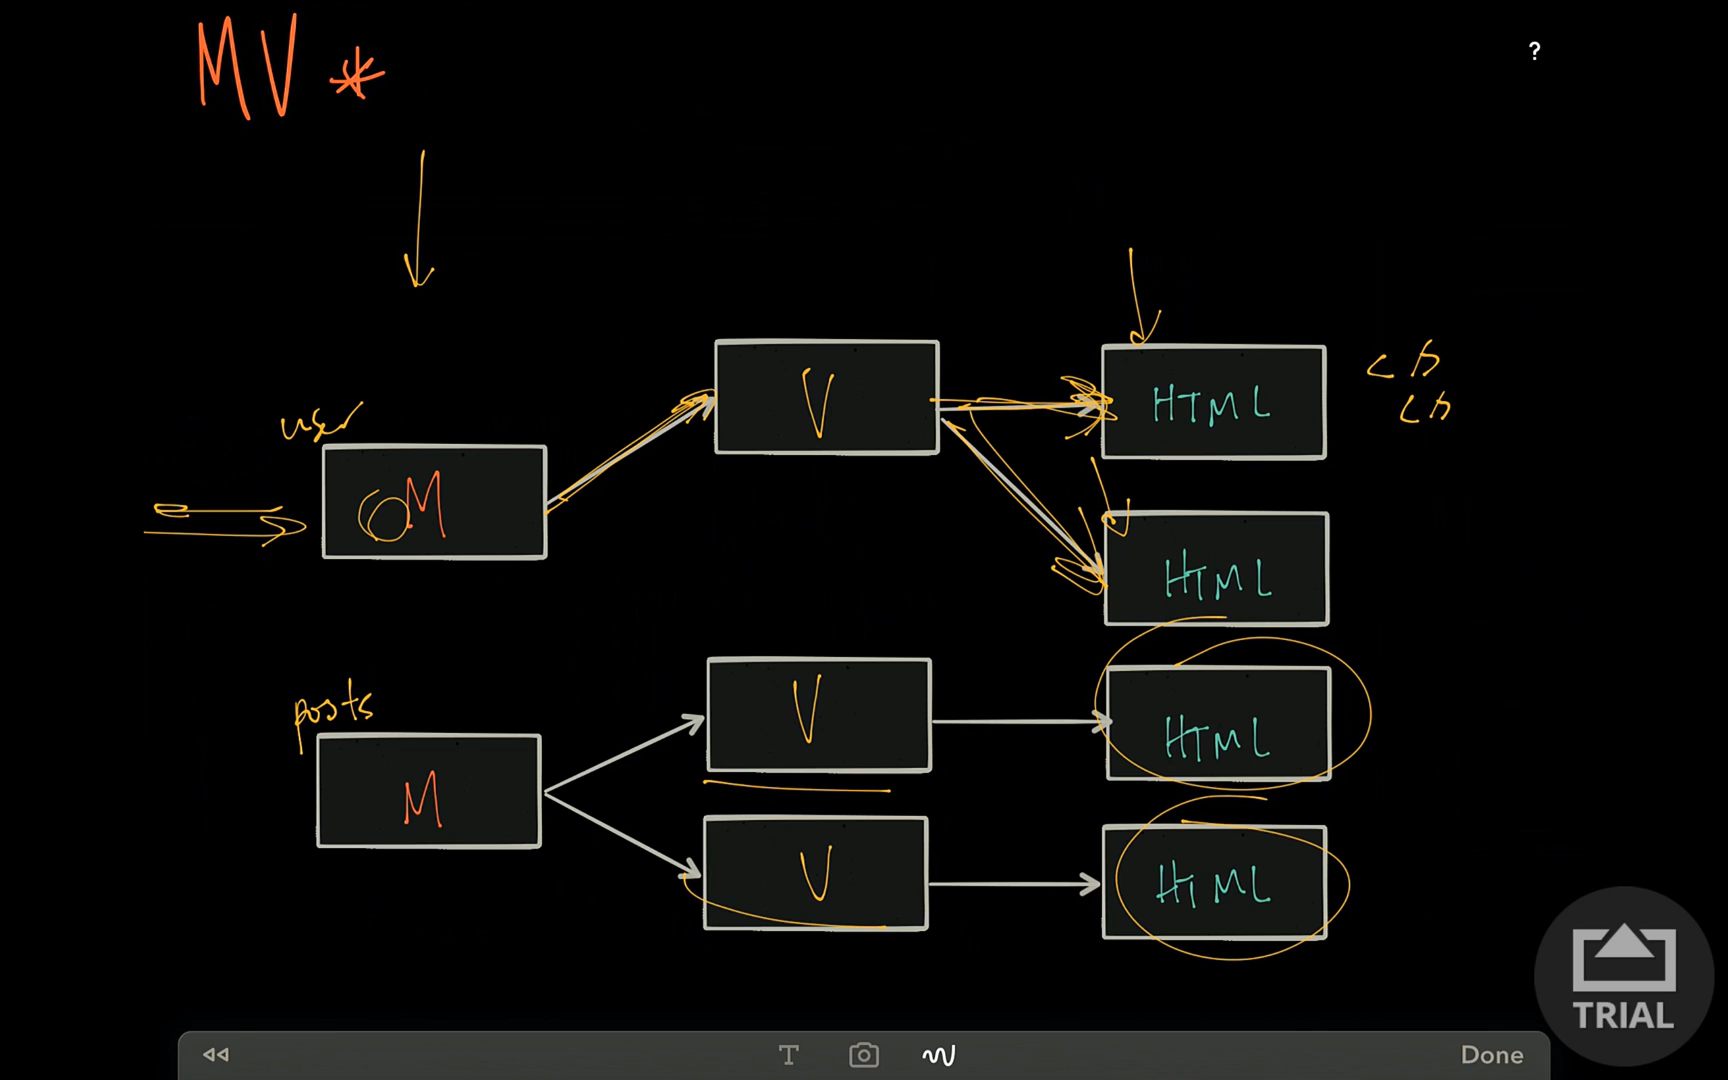 MV *
?
V
HTML
user
M
HTML
posts
V
HTML
M
V
HTML
TRIAL
T
Done